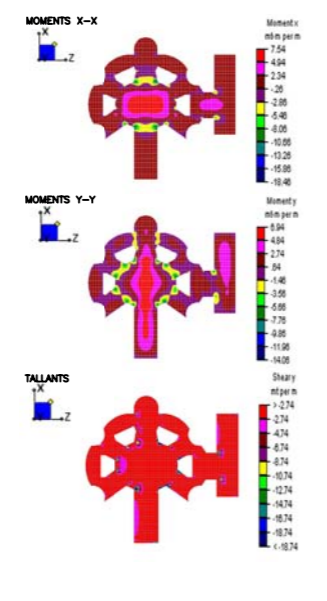 MOMENTS X-X
X
Z
Moment x
mt·m per m
7.54
4.94
2.34
-.26
-2.86
-5.46
-8.06
-10.66
-13.26
-15.86
-18.46
MOMENTS Y-Y
X
Z
Moment y
mt·m per m
6.94
4.84
2.74
.64
-1.46
-3.56
-5.66
-7.76
-9.86
-11.96
-14.06
TALLANTS
X
Z
Shear y
mt per m
>-2.74
-2.74
-4.74
-6.74
-8.74
-10.74
-12.74
-14.74
-16.74
-18.74
<-18.74